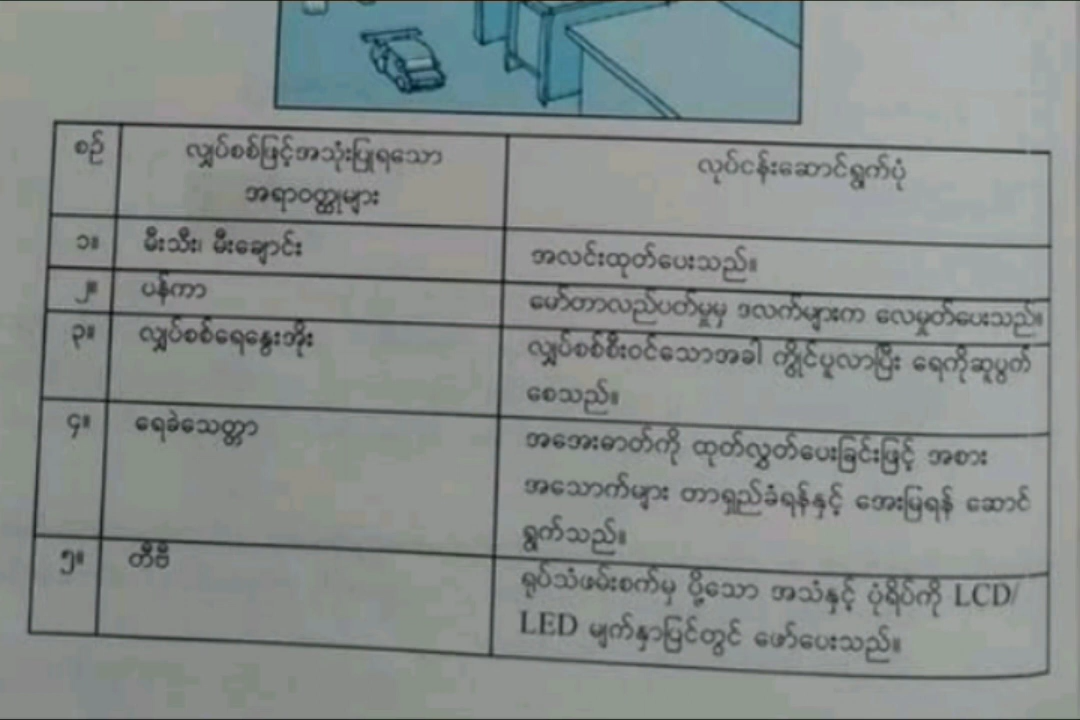 စဉ်
လျှပ်စစ်ဖြင့်အသုံးပြုရသော
အရာဝတ္ထုများ
လုပ်ငန်းဆောင်ရွက်ပုံ
၁။
မီးသီး၊ မီးချောင်း
အလင်းထုတ်ပေးသည်။
၂။
ပန်ကာ
မော်တာလည်ပတ်မှုမှ ဒလက်များက လေမှုတ်ပေးသည်။
၃။
လျှပ်စစ်ရေနွေးအိုး
လျှပ်စစ်စီးဝင်သောအခါ ကွိုင်ပူလာပြီး ရေကိုဆူပွက်
စေသည်။
၄။
ရေခဲသေတ္တာ
အအေးဓာတ်ကို ထုတ်လွှတ်ပေးခြင်းဖြင့် အစား
အသောက်များ တာရှည်ခံရန်နှင့် အေးမြရန် ဆောင်
ရွက်သည်။
၅။
တီဗီ
ရုပ်သံဖမ်းစက်မှ ပို့သော အသံနှင့် ပုံရိပ်ကို LCD/
LED မျက်နှာပြင်တွင် ဖော်ပေးသည်။